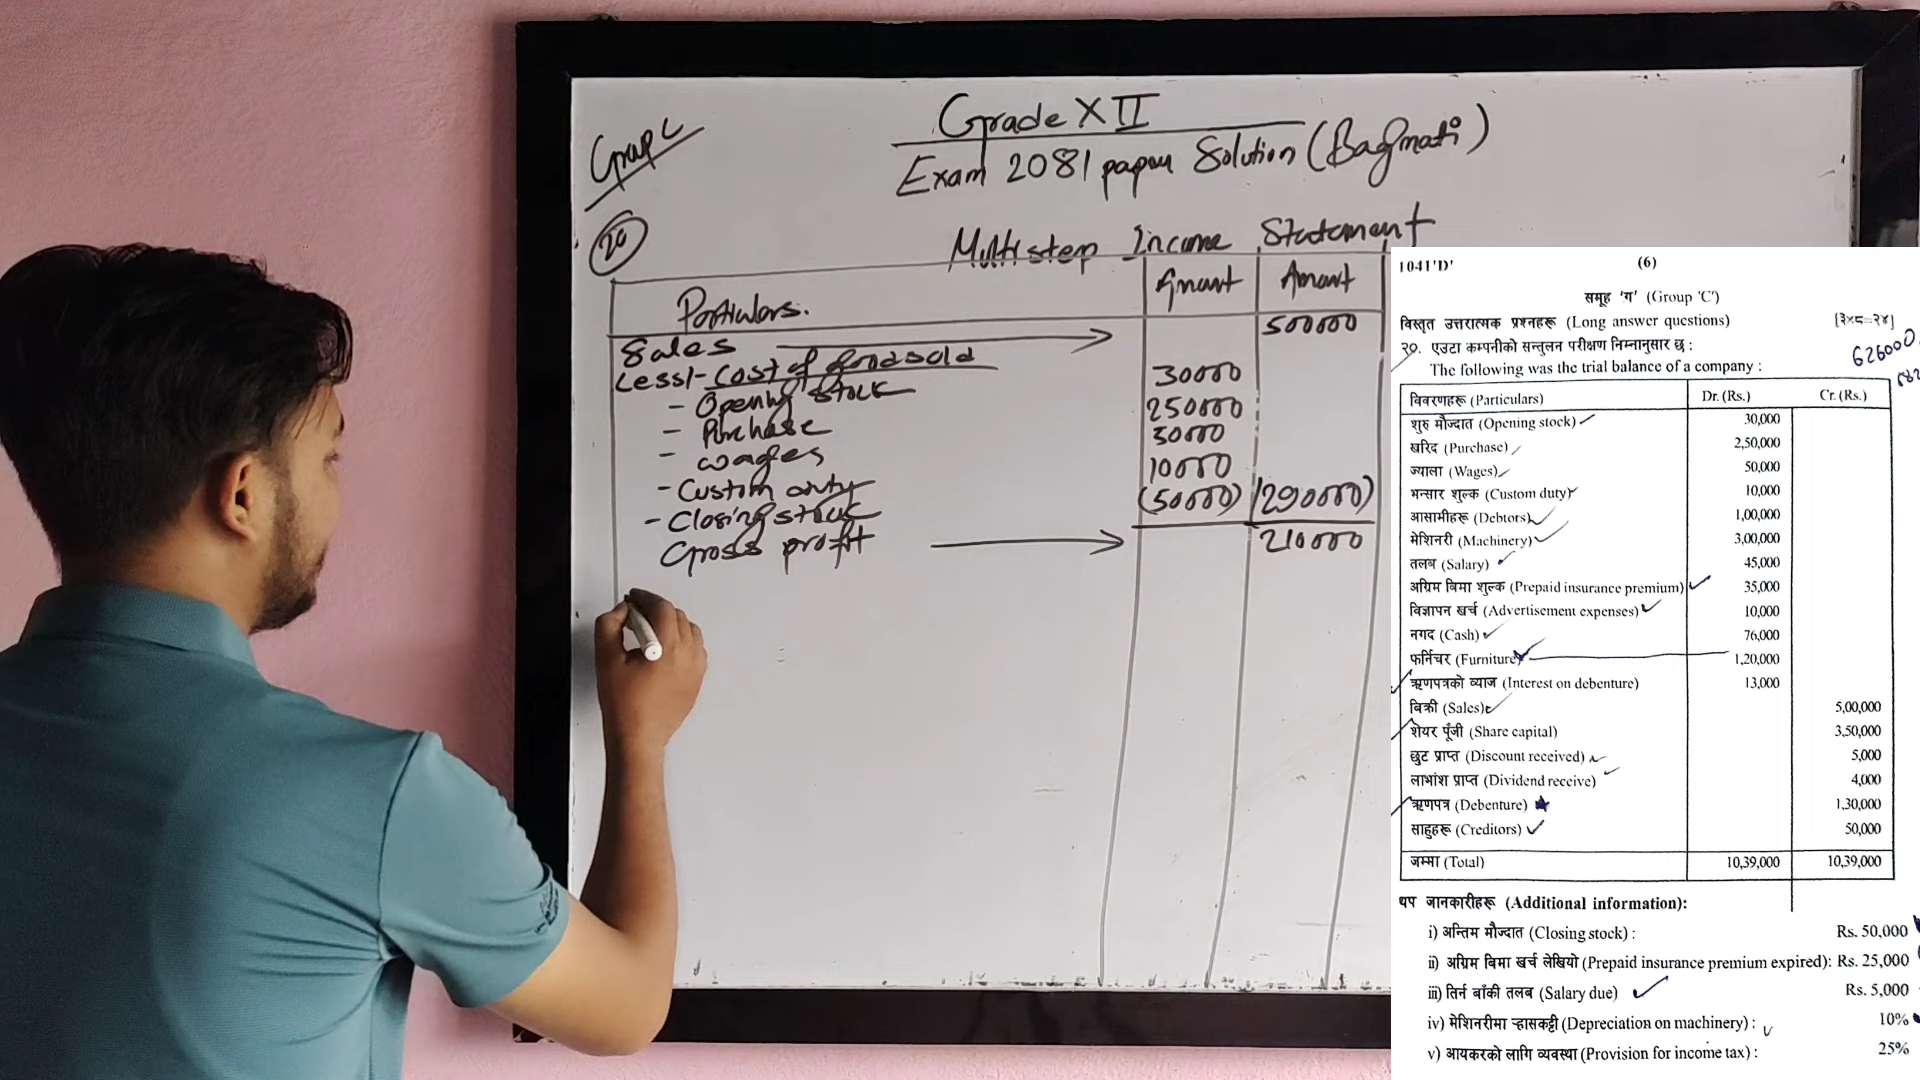 Group C
Grade XII
Exam 2081 paper Solution (Bagmati)
20
Multistep Income Statement
Particulars. Amount Amount
Sales 500000
Less:- Cost of Good sold
- Opening stock 30000
- Purchase 250000
- wages 50000
- Custom duty 10000
- Closing stock (50000) (290000)
Gross profit 210000
1041'D' (6)
समूह 'ग' (Group 'C')
विस्तृत उत्तरात्मक प्रश्नहरू (Long answer questions) [३×८=२४]
२०. एउटा कम्पनीको सन्तुलन परीक्षण निम्नानुसार छ :
626000
The following was the trial balance of a company :
विवरणहरू (Particulars) Dr. (Rs.) Cr. (Rs.)
शुरु मौज्दात (Opening stock) 30,000
खरिद (Purchase) 2,50,000
ज्याला (Wages) 50,000
भन्सार शुल्क (Custom duty) 10,000
आसामीहरू (Debtors) 1,00,000
मेशिनरी (Machinery) 3,00,000
तलब (Salary) 45,000
अग्रिम बिमा शुल्क (Prepaid insurance premium) 35,000
विज्ञापन खर्च (Advertisement expenses) 10,000
नगद (Cash) 76,000
फर्निचर (Furniture) 1,20,000
ऋणपत्रको व्याज (Interest on debenture) 13,000
बिक्री (Sales) 5,00,000
शेयर पूँजी (Share capital) 3,50,000
छुट प्राप्त (Discount received) 5,000
लाभांश प्राप्त (Dividend receive) 4,000
ऋणपत्र (Debenture) 1,30,000
साहुहरू (Creditors) 50,000
जम्मा (Total) 10,39,000 10,39,000
थप जानकारीहरू (Additional information):
i) अन्तिम मौज्दात (Closing stock) : Rs. 50,000
ii) अग्रिम बिमा खर्च लेखियो (Prepaid insurance premium expired): Rs. 25,000
iii) तिर्न बाँकी तलब (Salary due) Rs. 5,000
iv) मेशिनरीमा ऱ्हासकट्टी (Depreciation on machinery) : 10%
v) आयकरको लागि व्यवस्था (Provision for income tax) : 25%